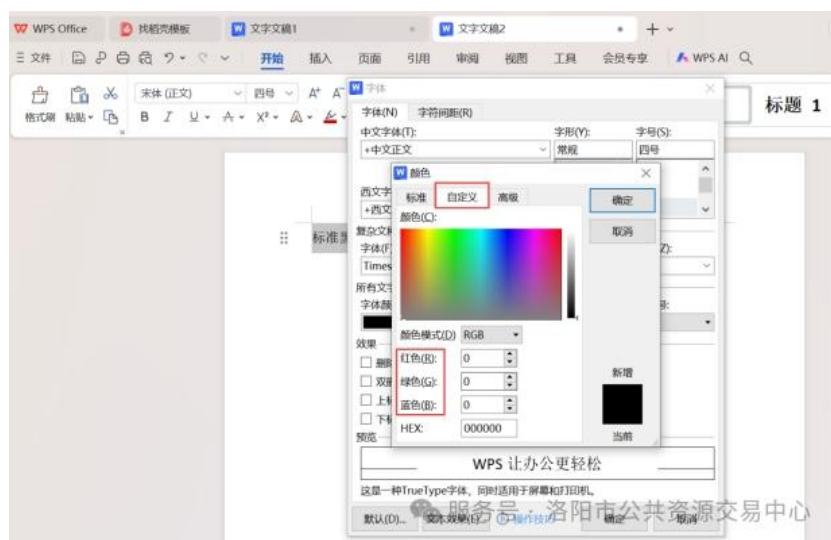 WPS Office 找稻壳模板 文字文稿1 文字文稿2
三 文件 开始 插入 页面 引用 审阅 视图 工具 会员专享 WPS AI
格式刷 粘贴 宋体 (正文) 四号 A+ A- 标题 1
B I U A X² A
字体
字体(N) 字符间距(R)
中文字体(T): 字形(Y): 字号(S):
+中文正文 常规 四号
颜色
西文字
标准 自定义 高级 确定
+西文
颜色(C):
取消
标准
复杂文
字体(F Z):
Times
所有文字
字体颜 号:
颜色模式(D) RGB
效果
红色(R): 0
删
绿色(G): 0
双
新增
上
蓝色(B): 0
下
HEX: 000000
当前
预览
WPS 让办公更轻松
这是一种TrueType字体，同时适用于屏幕和打印机。
默认(D)... 文本效果(E)... 操作技巧 确定 取消
服务号 · 洛阳市公共资源交易中心